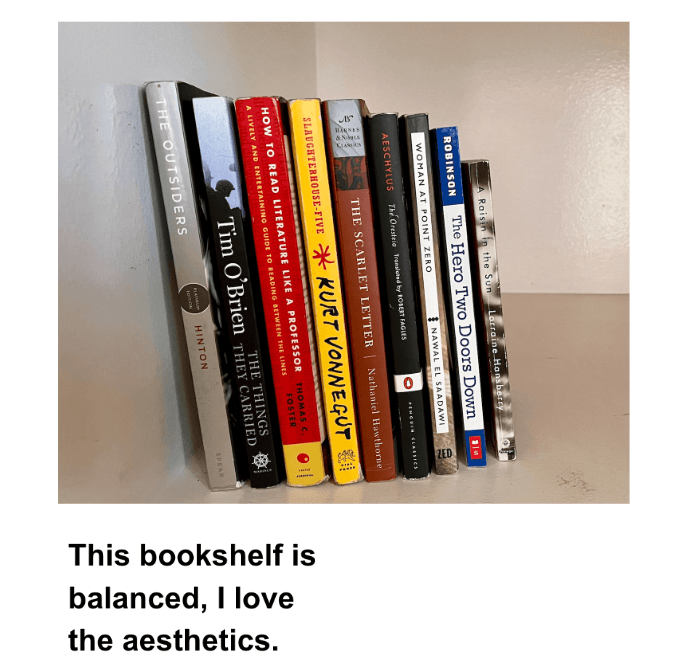 THE OUTSIDERS
HINTON
SPEAK
Tim O'Brien
THE THINGS
THEY CARRIED
HOW TO READ LITERATURE LIKE A PROFESSOR
A LIVELY AND ENTERTAINING GUIDE TO READING BETWEEN THE LINES
THOMAS C.
FOSTER
SLAUGHTERHOUSE-FIVE
KURT VONNEGUT
BARNES
& NOBLE
CLASSICS
THE SCARLET LETTER
Nathaniel Hawthorne
AESCHYLUS
The Oresteia
Translated by ROBERT FAGLES
PENGUIN CLASSICS
WOMAN AT POINT ZERO
NAWAL EL SAADAWI
ZED
ROBINSON
The Hero Two Doors Down
A Raisin in the Sun
Lorraine Hansberry
This bookshelf is
balanced, I love
the aesthetics.